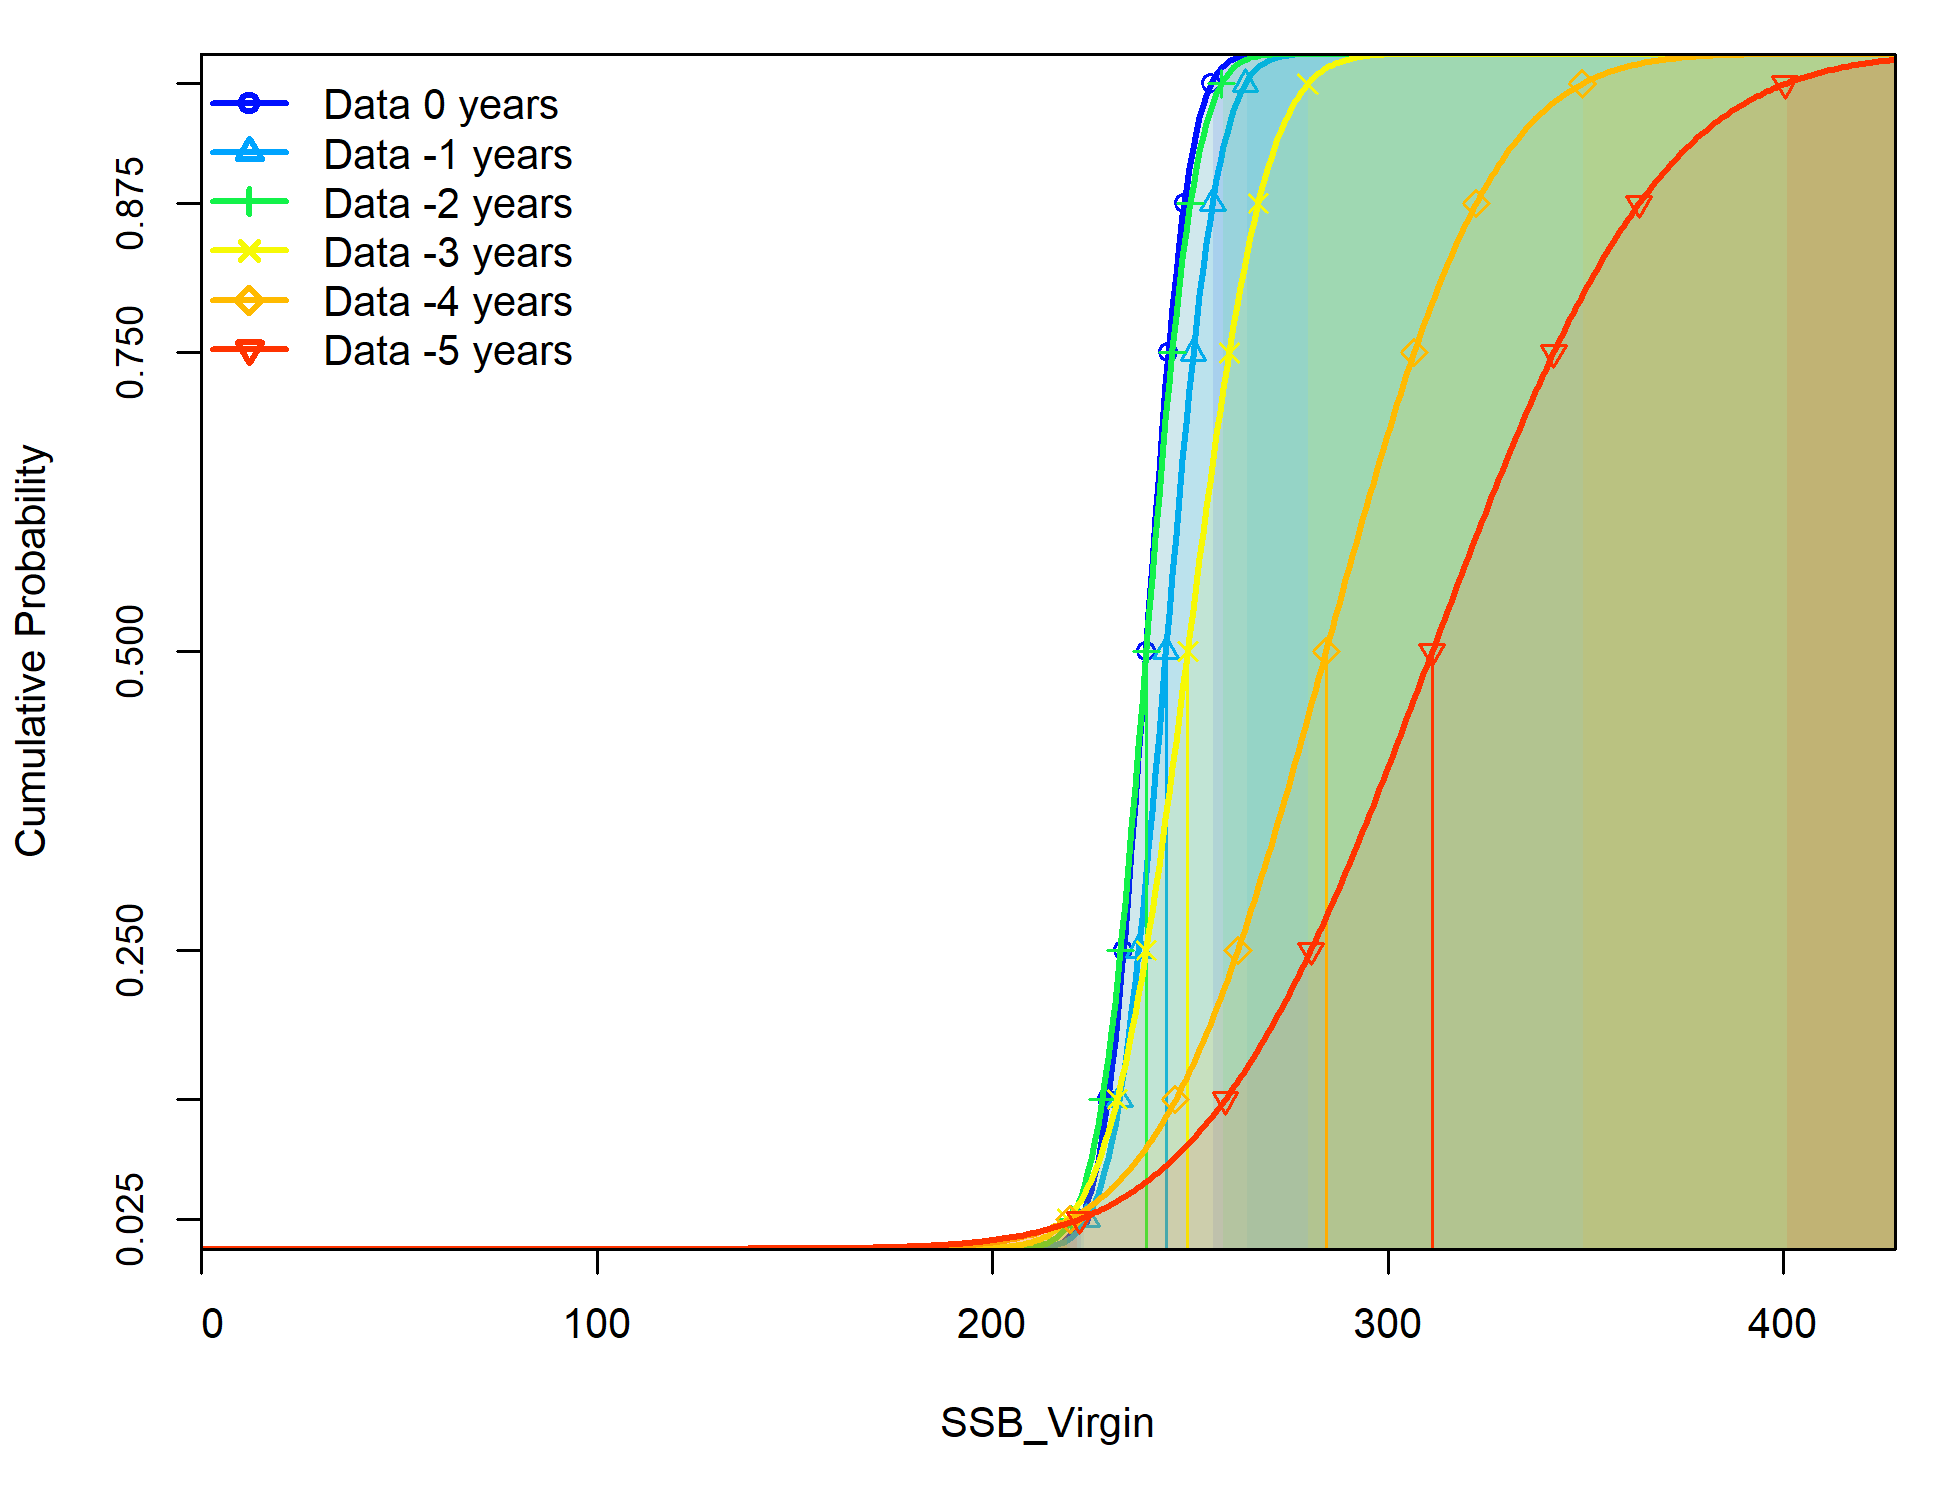 Data 0 years
Data -1 years
Data -2 years
Data -3 years
Data -4 years
Data -5 years
Cumulative Probability
0.875
0.750
0.500
0.250
0.025
0
100
200
300
400
SSB_Virgin